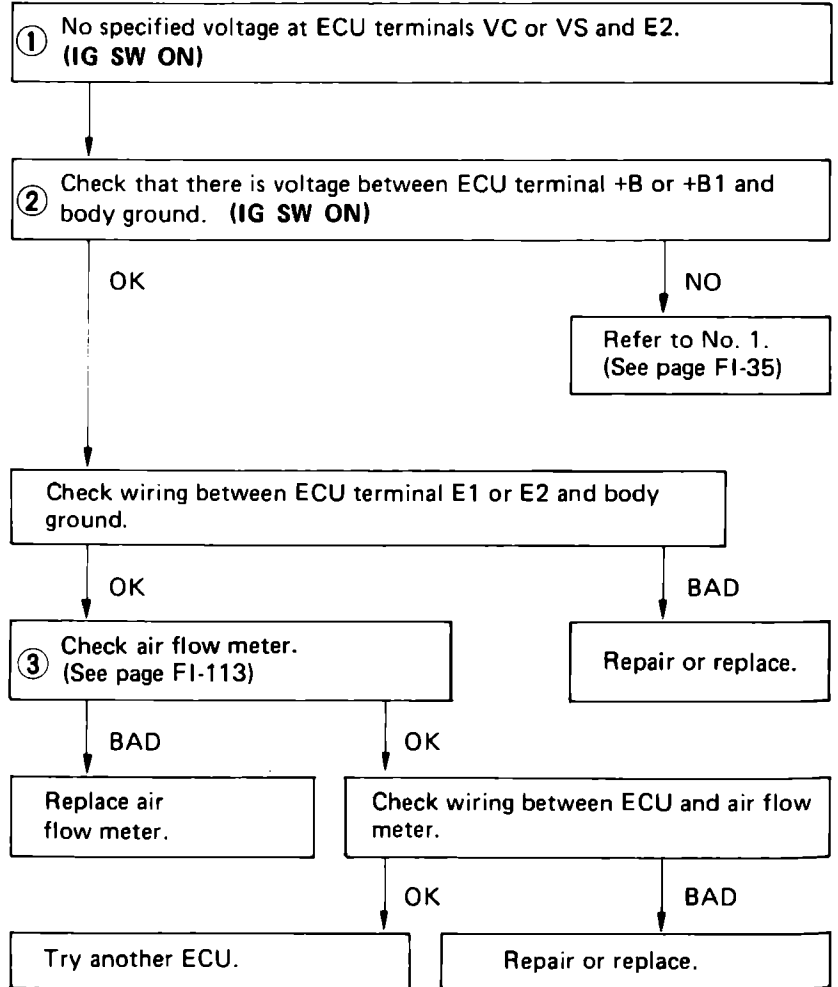 ① No specified voltage at ECU terminals VC or VS and E2.
(IG SW ON)
② Check that there is voltage between ECU terminal +B or +B1 and
body ground. (IG SW ON)
OK
NO
Refer to No. 1.
(See page FI-35)
Check wiring between ECU terminal E1 or E2 and body
ground.
OK
BAD
③ Check air flow meter.
(See page FI-113)
Repair or replace.
BAD
OK
Replace air
flow meter.
Check wiring between ECU and air flow
meter.
OK
BAD
Try another ECU.
Repair or replace.